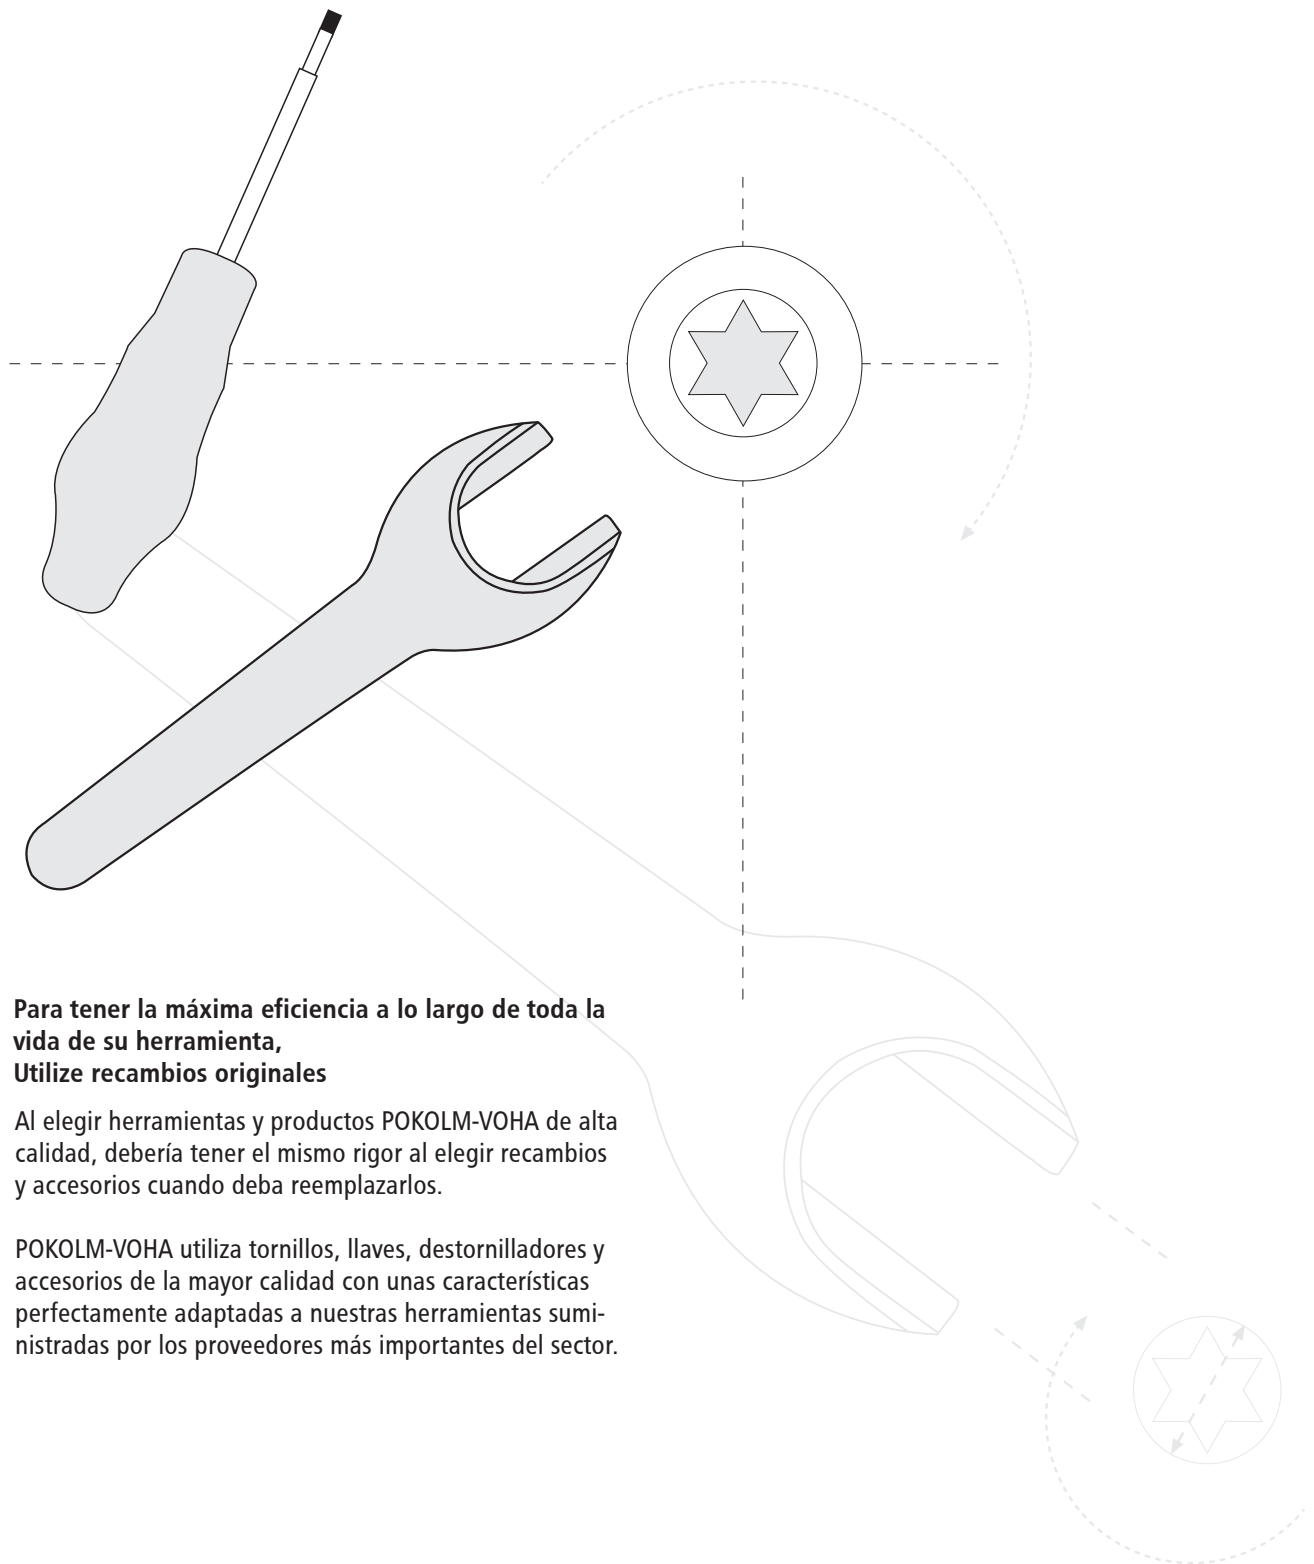 Para tener la máxima eficiencia a lo largo de toda la
vida de su herramienta,
Utilize recambios originales
Al elegir herramientas y productos POKOLM-VOHA de alta
calidad, debería tener el mismo rigor al elegir recambios
y accesorios cuando deba reemplazarlos.
POKOLM-VOHA utiliza tornillos, llaves, destornilladores y
accesorios de la mayor calidad con unas características
perfectamente adaptadas a nuestras herramientas sumi-
nistradas por los proveedores más importantes del sector.